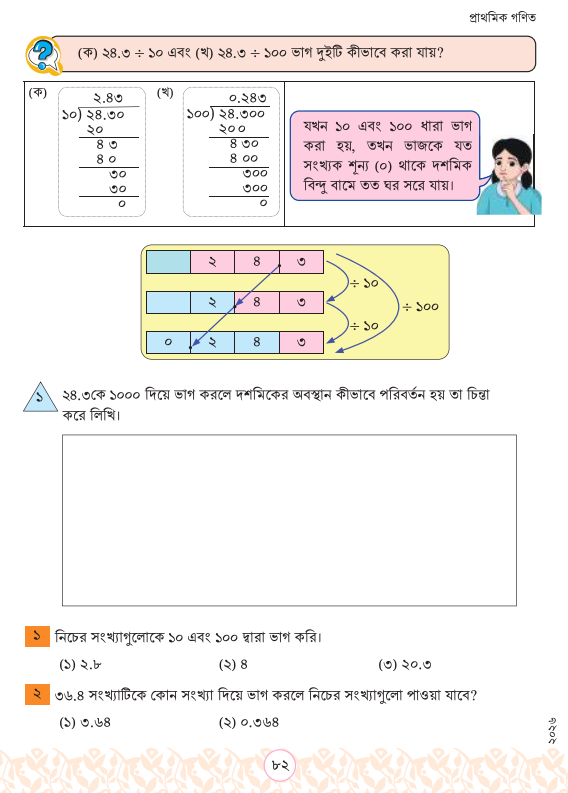 প্রাথমিক গণিত
(ক) ২৪.৩ ÷ ১০ এবং (খ) ২৪.৩ ÷ ১০০ ভাগ দুইটি কীভাবে করা যায়?
(ক)
২.৪৩
১০) ২৪.৩০
২০
৪ ৩
৪ ০
৩০
৩০
০
(খ)
০.২৪৩
১০০) ২৪.৩০০
২০ ০
৪ ৩০
৪ ০০
৩০০
৩০০
০
যখন ১০ এবং ১০০ ধারা ভাগ
করা হয়, তখন ভাজকে যত
সংখ্যক শূন্য (০) থাকে দশমিক
বিন্দু বামে তত ঘর সরে যায়।
২ ৪ ৩
÷ ১০
২ ৪ ৩
÷ ১০০
÷ ১০
০ ২ ৪ ৩
১ ২৪.৩কে ১০০০ দিয়ে ভাগ করলে দশমিকের অবস্থান কীভাবে পরিবর্তন হয় তা চিন্তা
করে লিখি।
১ নিচের সংখ্যাগুলোকে ১০ এবং ১০০ দ্বারা ভাগ করি।
(১) ২.৮ (২) ৪ (৩) ২০.৩
২ ৩৬.৪ সংখ্যাটিকে কোন সংখ্যা দিয়ে ভাগ করলে নিচের সংখ্যাগুলো পাওয়া যাবে?
(১) ৩.৬৪ (২) ০.৩৬৪
২০২৬
৮২